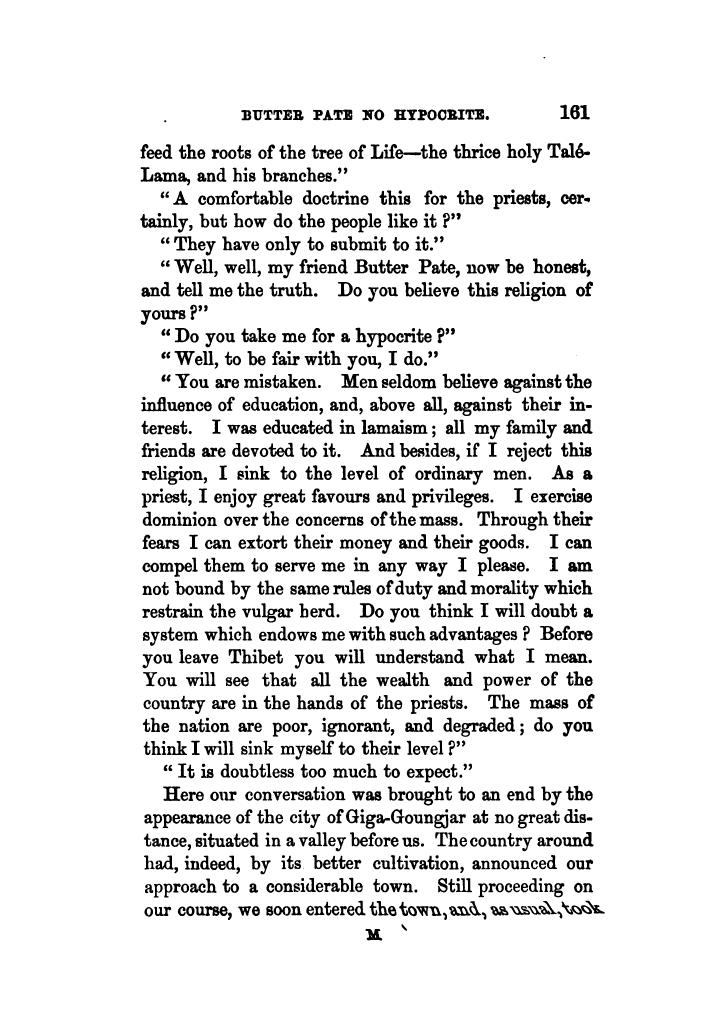 BUTTER PATE NO HYPOCRITE. 161
feed the roots of the tree of Life—the thrice holy Talé-
Lama, and his branches."
"A comfortable doctrine this for the priests, cer-
tainly, but how do the people like it?"
"They have only to submit to it."
"Well, well, my friend Butter Pate, now be honest,
and tell me the truth. Do you believe this religion of
yours?"
"Do you take me for a hypocrite?"
"Well, to be fair with you, I do."
"You are mistaken. Men seldom believe against the
influence of education, and, above all, against their in-
terest. I was educated in lamaism; all my family and
friends are devoted to it. And besides, if I reject this
religion, I sink to the level of ordinary men. As a
priest, I enjoy great favours and privileges. I exercise
dominion over the concerns of the mass. Through their
fears I can extort their money and their goods. I can
compel them to serve me in any way I please. I am
not bound by the same rules of duty and morality which
restrain the vulgar herd. Do you think I will doubt a
system which endows me with such advantages? Before
you leave Thibet you will understand what I mean.
You will see that all the wealth and power of the
country are in the hands of the priests. The mass of
the nation are poor, ignorant, and degraded; do you
think I will sink myself to their level?"
"It is doubtless too much to expect."
Here our conversation was brought to an end by the
appearance of the city of Giga-Goungjar at no great dis-
tance, situated in a valley before us. The country around
had, indeed, by its better cultivation, announced our
approach to a considerable town. Still proceeding on
our course, we soon entered the town, and, as usual, took
M